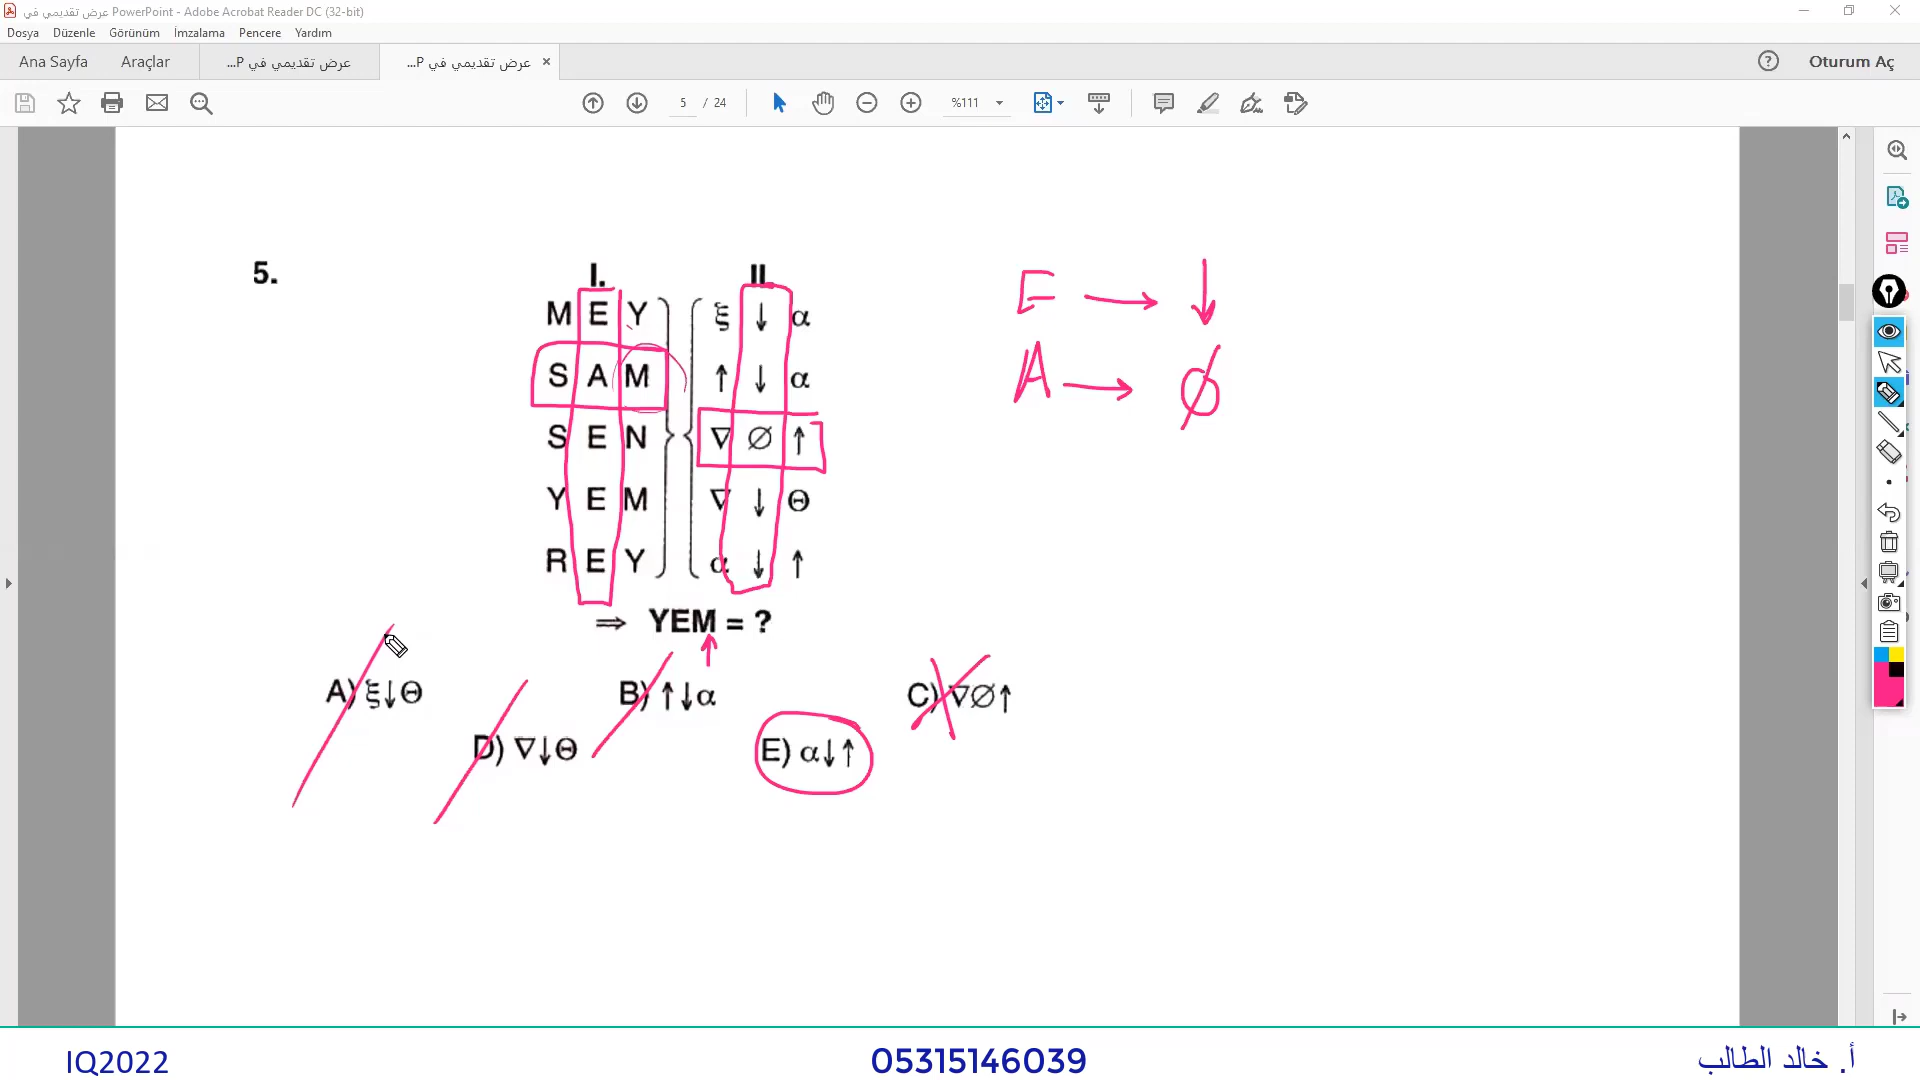 عرض تقديمي في PowerPoint - Adobe Acrobat Reader DC (32-bit)
Dosya Düzenle Görünüm İmzalama Pencere Yardım
Ana Sayfa Araçlar عرض تقديمي في P... عرض تقديمي في P... × Oturum Aç
5 / 24 %111
5. I. II
M E Y ξ ↓ α
S A M ↑ ↓ α
S E N ∇ ∅ ↑
Y E M ∇ ↓ Θ
R E Y α ↓ ↑
E → ↓
A → ∅
⇒ YEM = ?
A) ξ↓Θ B) ↑↓α C) ∇∅↑
D) ∇↓Θ E) α↓↑
IQ2022 05315146039 أ. خالد الطالب